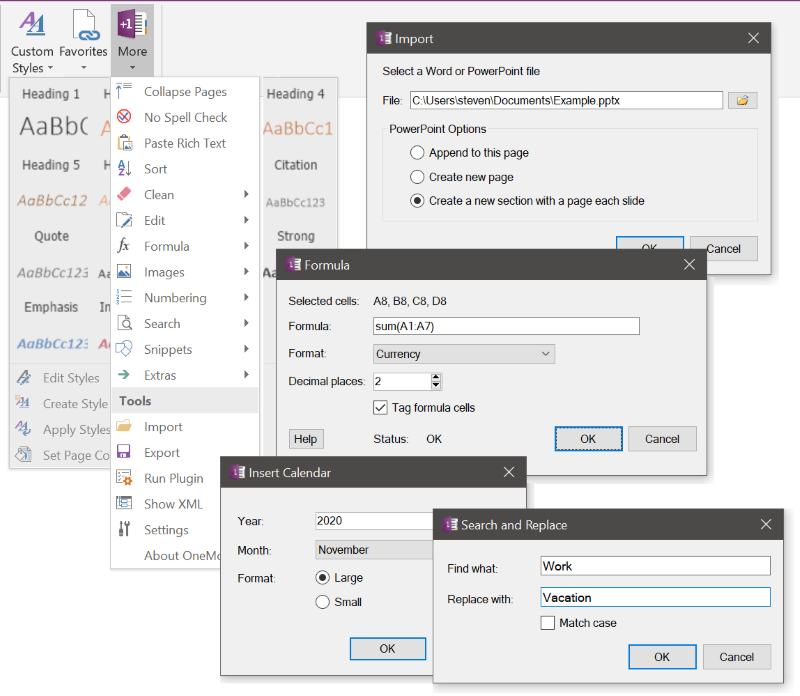 Custom Styles
Favorites
+1
More
Heading 1
Heading 4
AaBbC
AaBbCc1
Heading 5
Citation
AaBbCc12
AaBbCc123
Quote
Strong
AaBbCc123
Emphasis
AaBbCc123
Edit Styles
Create Style
Apply Styles
Set Page Co
Collapse Pages
No Spell Check
Paste Rich Text
Sort
Clean
Edit
Formula
Images
Numbering
Search
Snippets
Extras
Tools
Import
Export
Run Plugin
Show XML
Settings
About OneMo
Import
Select a Word or PowerPoint file
File: C:\Users\steven\Documents\Example.pptx
PowerPoint Options
Append to this page
Create new page
Create a new section with a page each slide
OK Cancel
Formula
Selected cells: A8, B8, C8, D8
Formula: sum(A1:A7)
Format: Currency
Decimal places: 2
Tag formula cells
Help Status: OK OK Cancel
Insert Calendar
Year: 2020
Month: November
Format: Large
Small
OK
Search and Replace
Find what: Work
Replace with: Vacation
Match case
OK Cancel